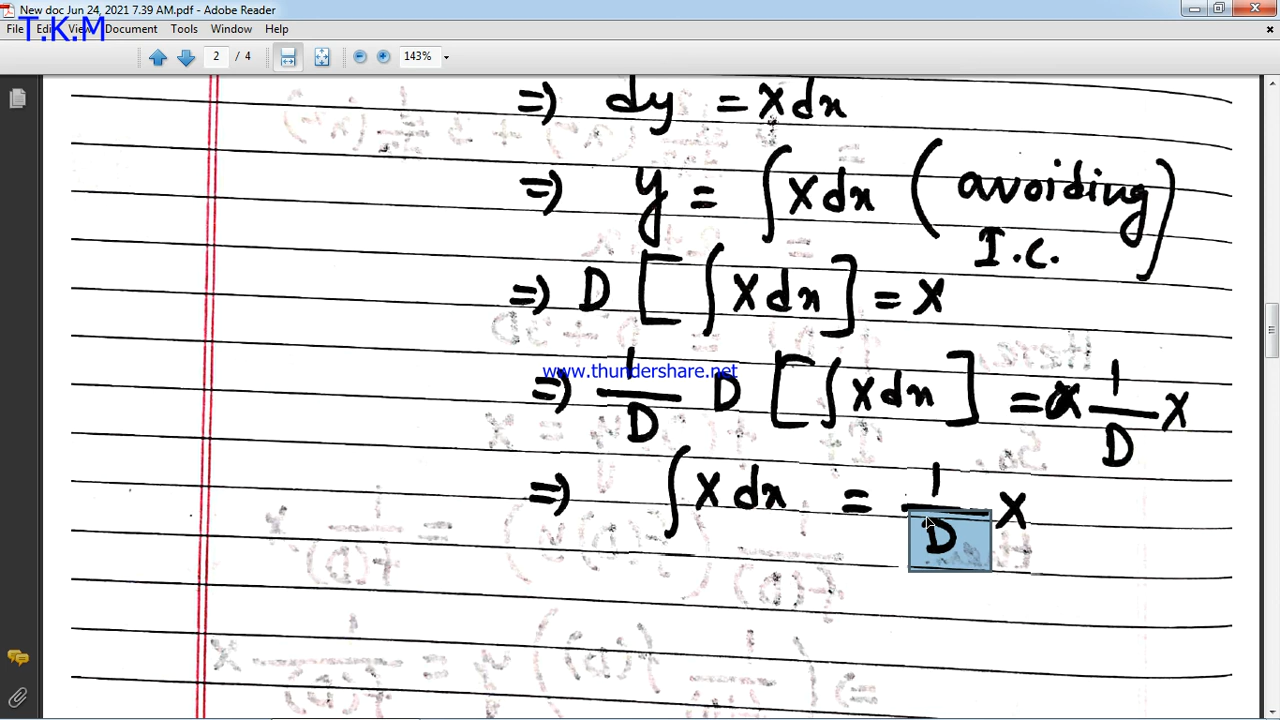 New doc Jun 24, 2021 7.39 AM.pdf - Adobe Reader
File Edit View Document Tools Window Help
T.K.M
2 / 4 143%
=) dy = X dx
=) y = ∫ X dx ( avoiding I.C. )
=) D [ ∫ X dx ] = X
www.thundershare.net
=) 1/D D [ ∫ X dx ] = 1/D X
=) ∫ X dx = 1/D X